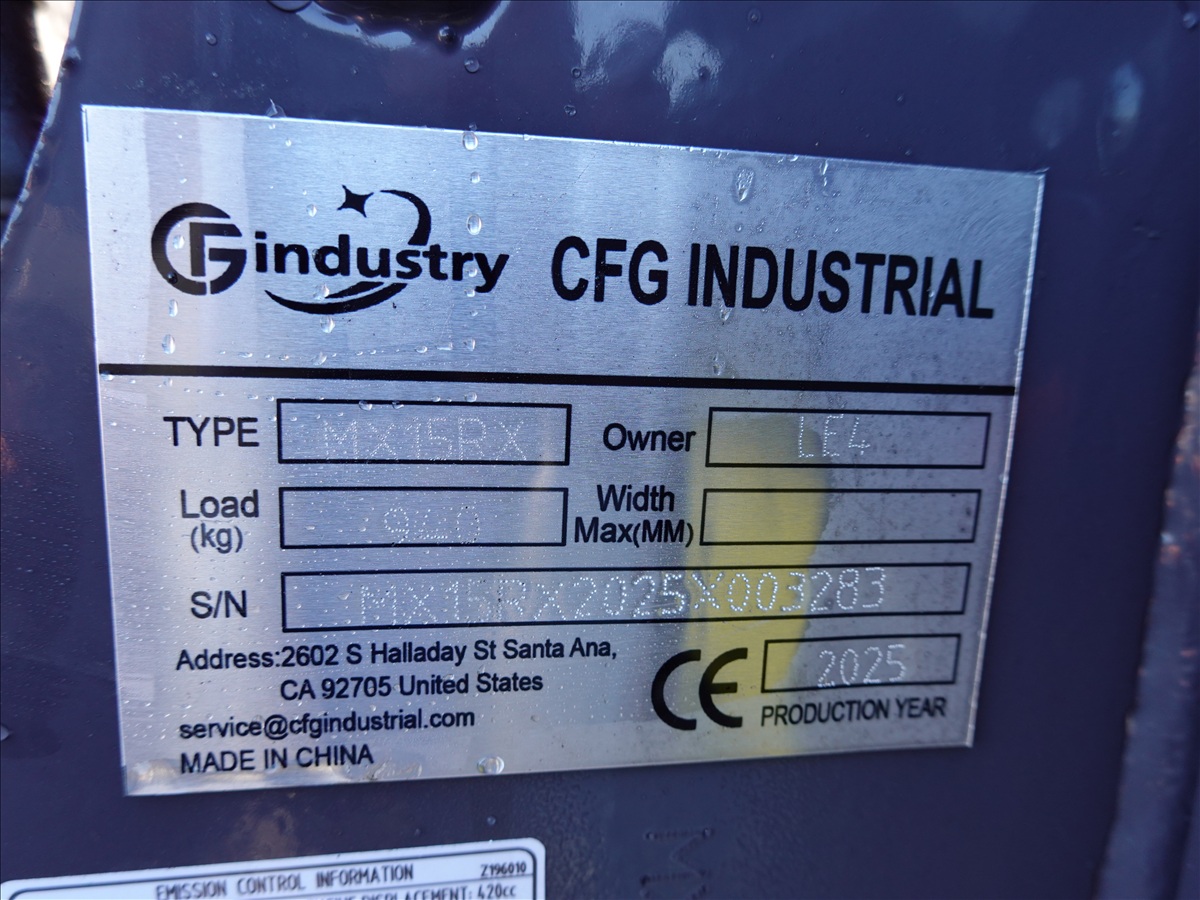 CFG industry CFG INDUSTRIAL
TYPE MX15RX Owner LE4
Load (kg) 940 Width Max(MM)
S/N MX15RX2025X003283
Address:2602 S Halladay St Santa Ana,
CA 92705 United States
service@cfgindustrial.com
MADE IN CHINA
CE 2025
PRODUCTION YEAR
EMISSION CONTROL INFORMATION Z196010
DISPLACEMENT: 420cc